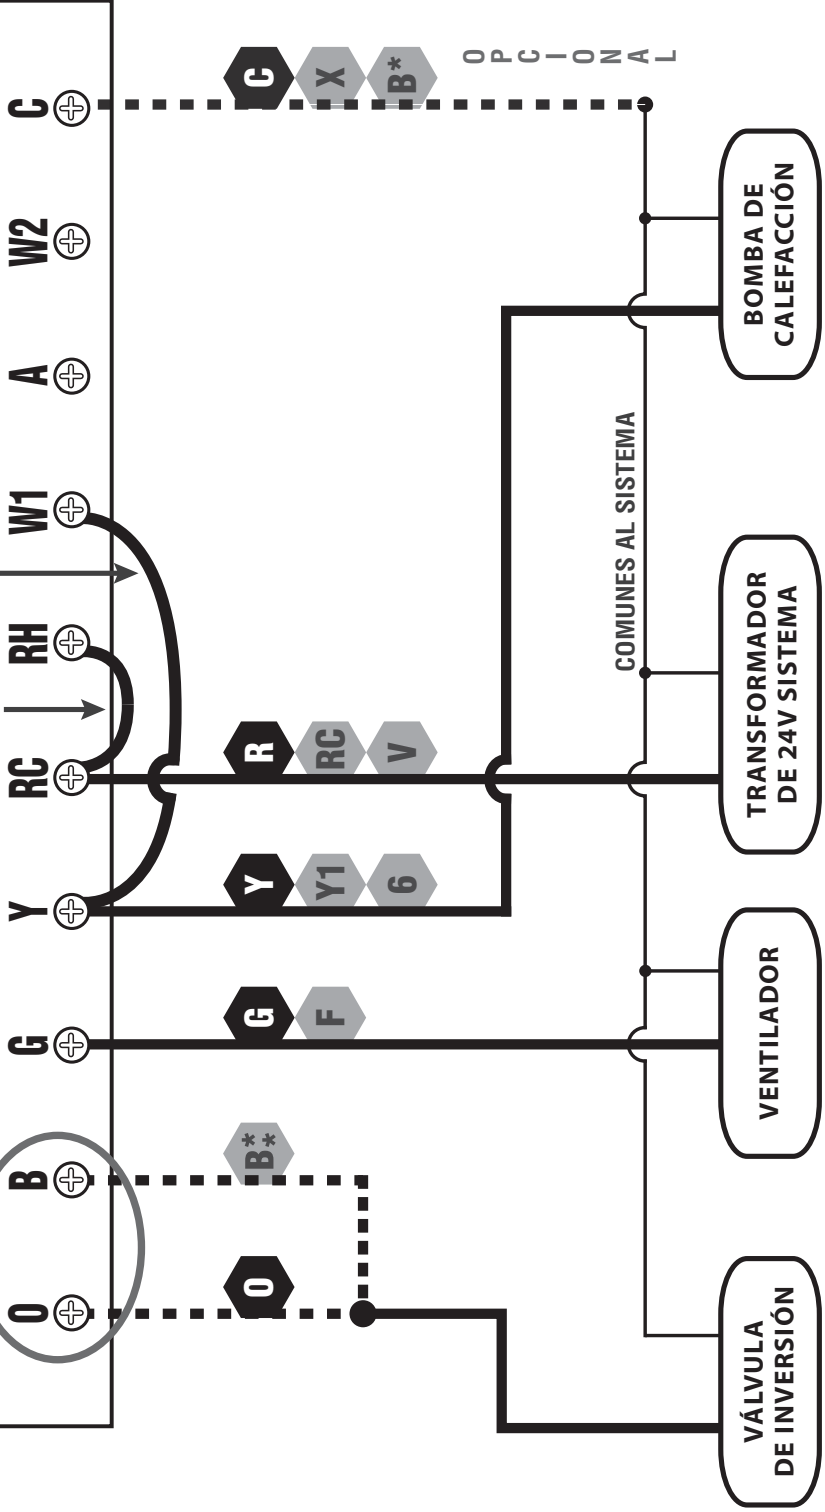 O B G Y RC RH W1 A W2 C
O B* G Y R C
F Y1 RC X
6 V B*
OPCIONAL
COMUNES AL SISTEMA
VÁLVULA
DE INVERSIÓN
VENTILADOR
TRANSFORMADOR
DE 24V SISTEMA
BOMBA DE
CALEFACCIÓN